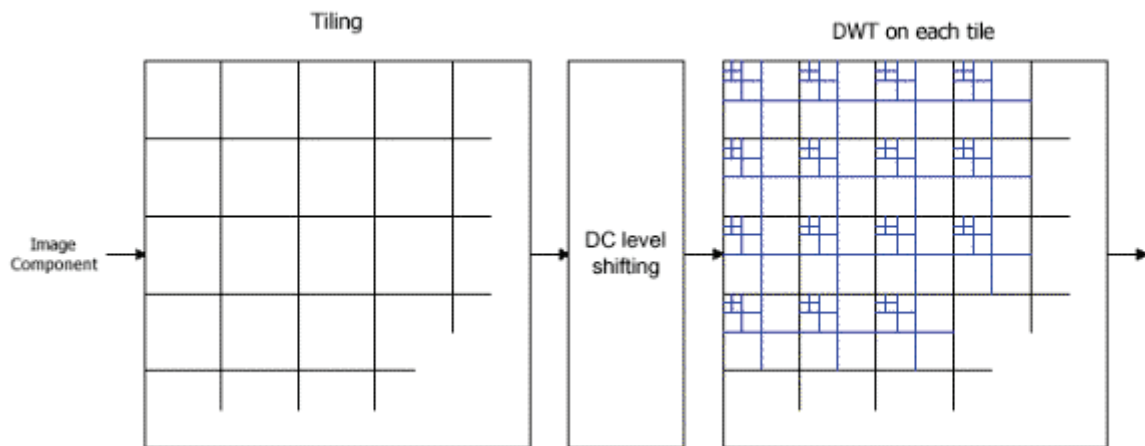 Tiling
DWT on each tile
Image
Component
DC level
shifting